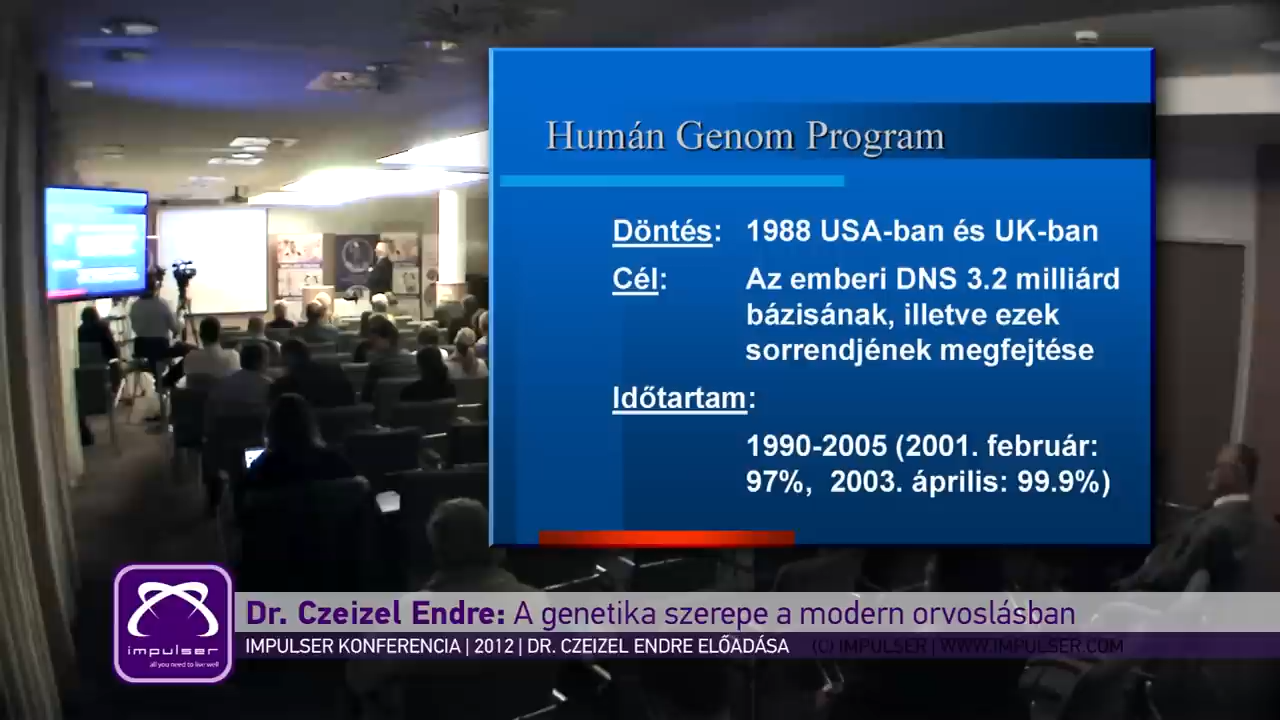 Humán Genom Program
Döntés: 1988 USA-ban és UK-ban
Cél: Az emberi DNS 3.2 milliárd
bázisának, illetve ezek
sorrendjének megfejtése
Időtartam:
1990-2005 (2001. február:
97%, 2003. április: 99.9%)
Dr. Czeizel Endre: A genetika szerepe a modern orvoslásban
IMPULSER KONFERENCIA | 2012 | DR. CZEIZEL ENDRE ELŐADÁSA (C) IMPULSER | WWW.IMPULSER.COM
impulser
all you need to live well